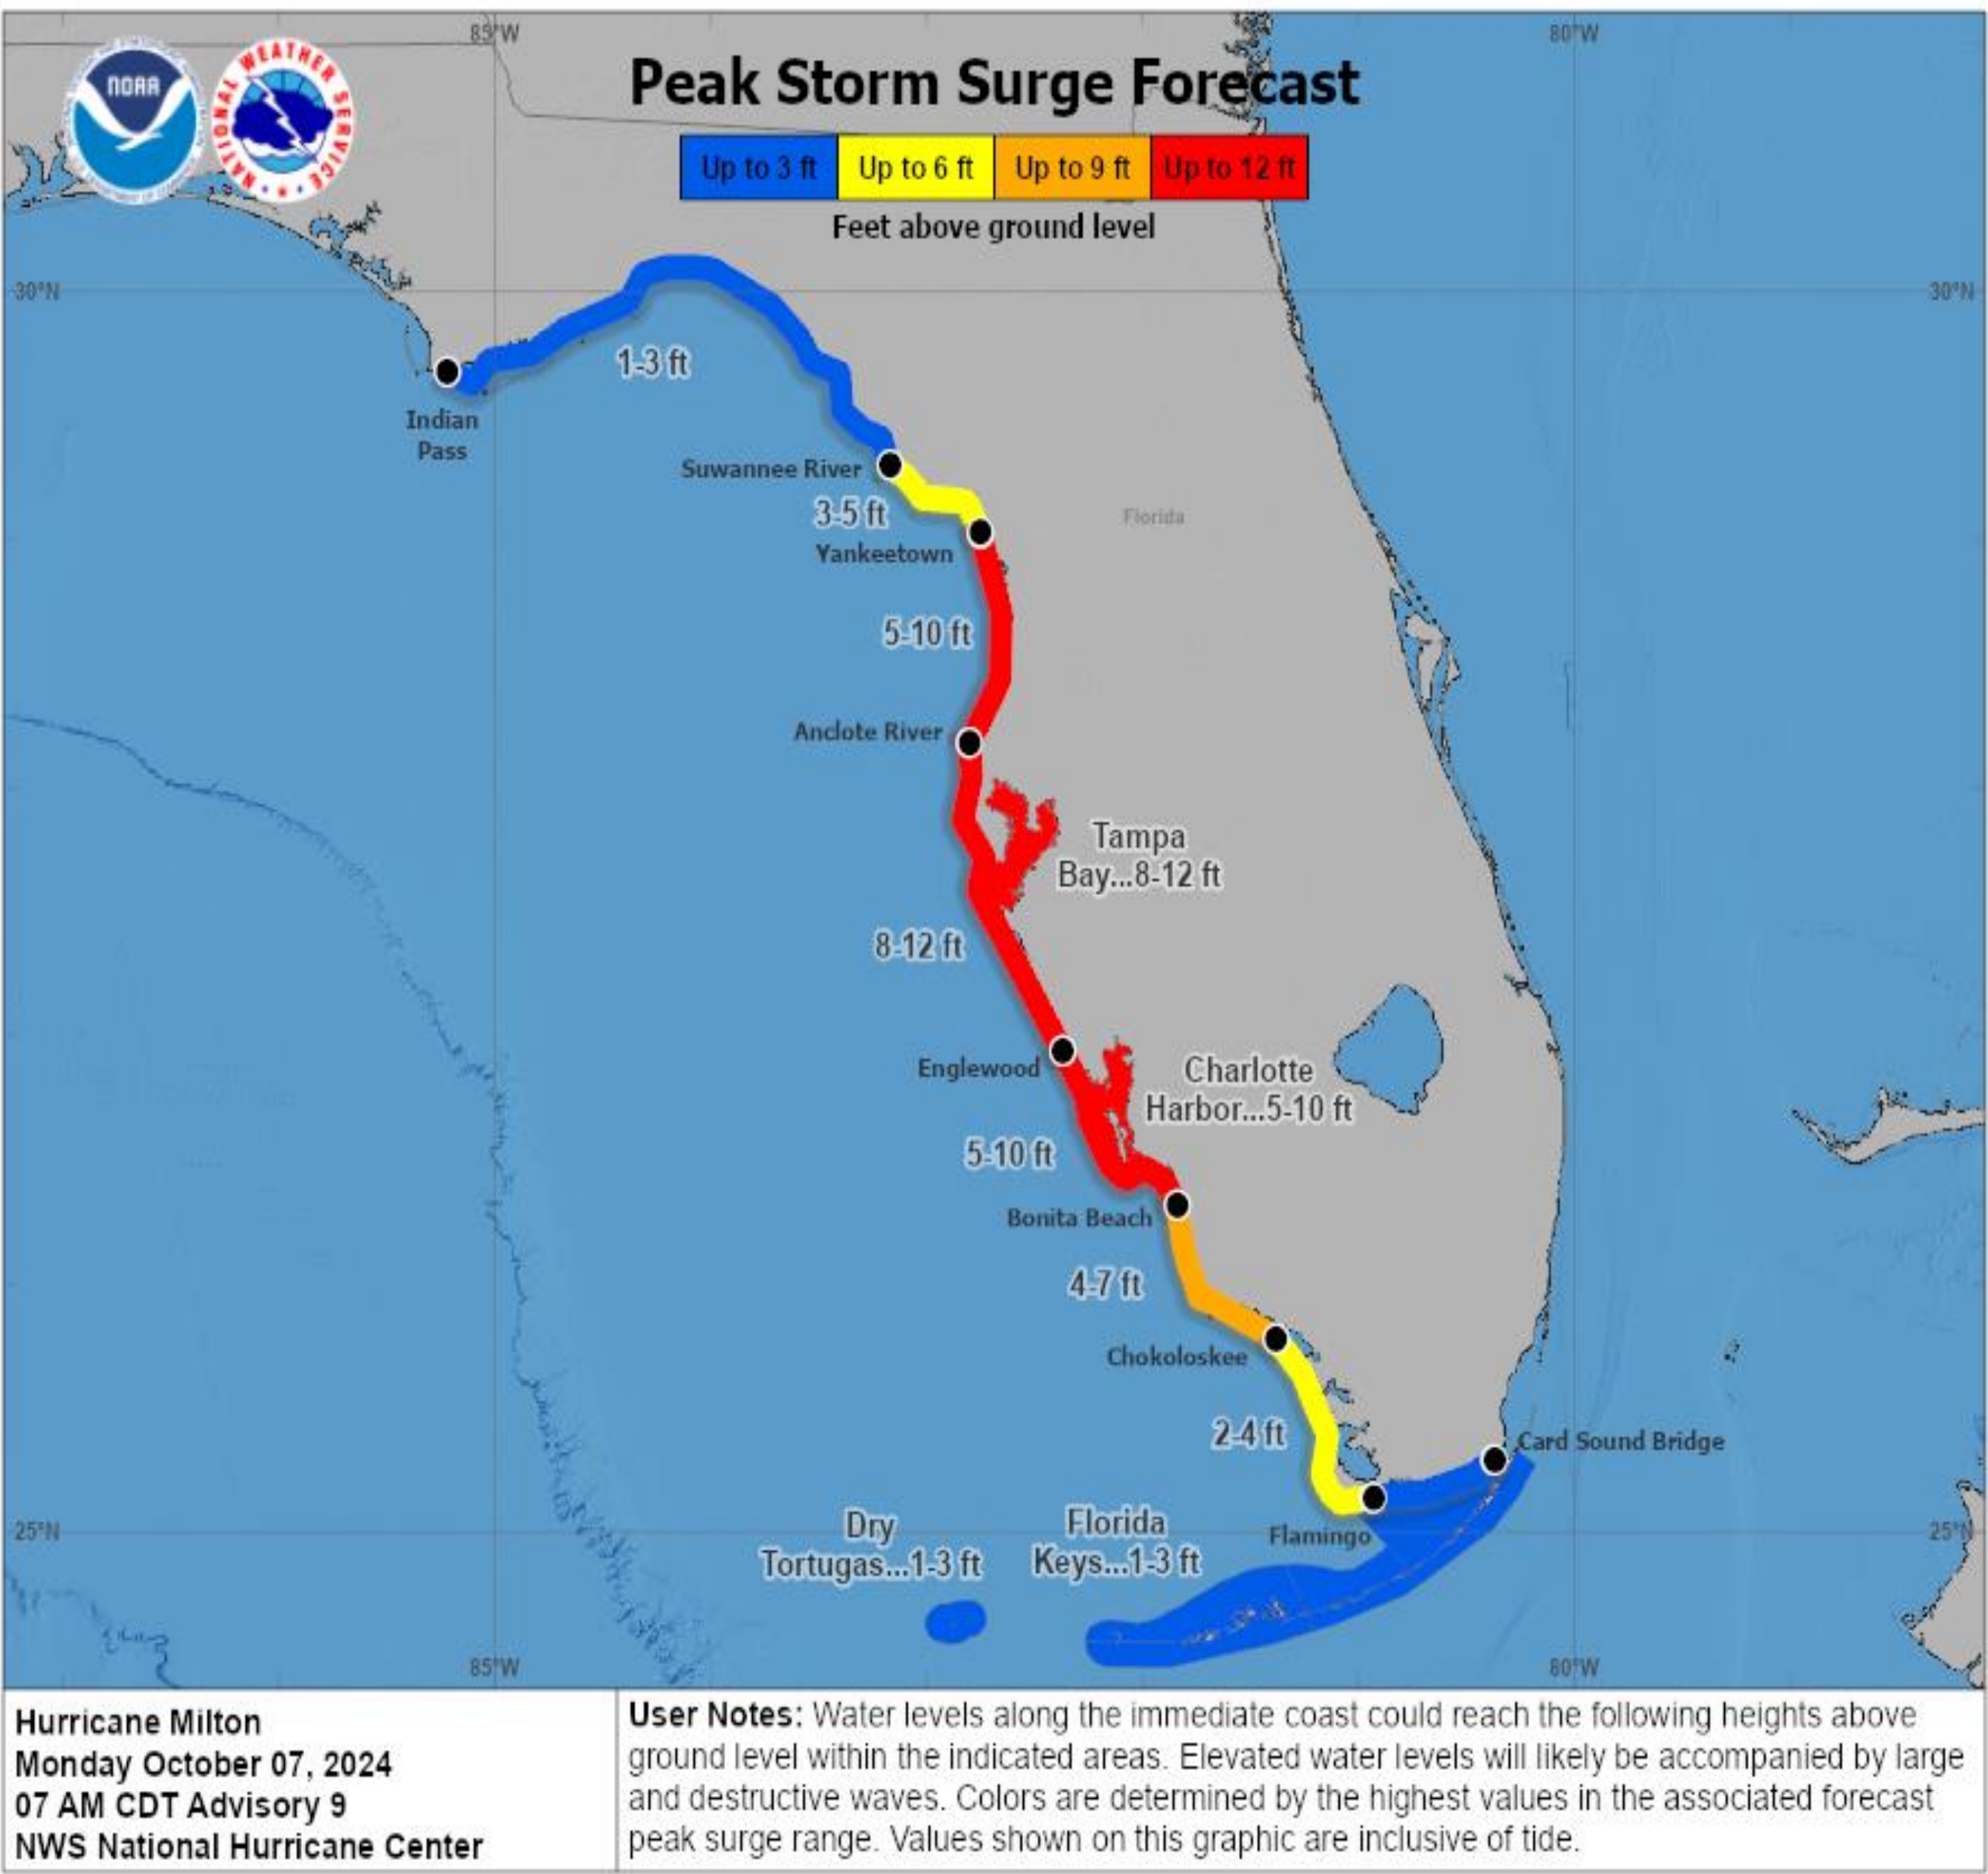 85°W
80°W
NOAA
NATIONAL WEATHER SERVICE
Peak Storm Surge Forecast
Up to 3 ft
Up to 6 ft
Up to 9 ft
Up to 12 ft
Feet above ground level
30°N
30°N
1-3 ft
Indian
Pass
Suwannee River
3-5 ft
Florida
Yankeetown
5-10 ft
Anclote River
Tampa
Bay...8-12 ft
8-12 ft
Englewood
Charlotte
Harbor...5-10 ft
5-10 ft
Bonita Beach
4-7 ft
Chokoloskee
2-4 ft
Card Sound Bridge
25°N
Dry
Tortugas...1-3 ft
Florida
Keys...1-3 ft
Flamingo
25°N
85°W
80°W
Hurricane Milton
Monday October 07, 2024
07 AM CDT Advisory 9
NWS National Hurricane Center
User Notes: Water levels along the immediate coast could reach the following heights above
ground level within the indicated areas. Elevated water levels will likely be accompanied by large
and destructive waves. Colors are determined by the highest values in the associated forecast
peak surge range. Values shown on this graphic are inclusive of tide.